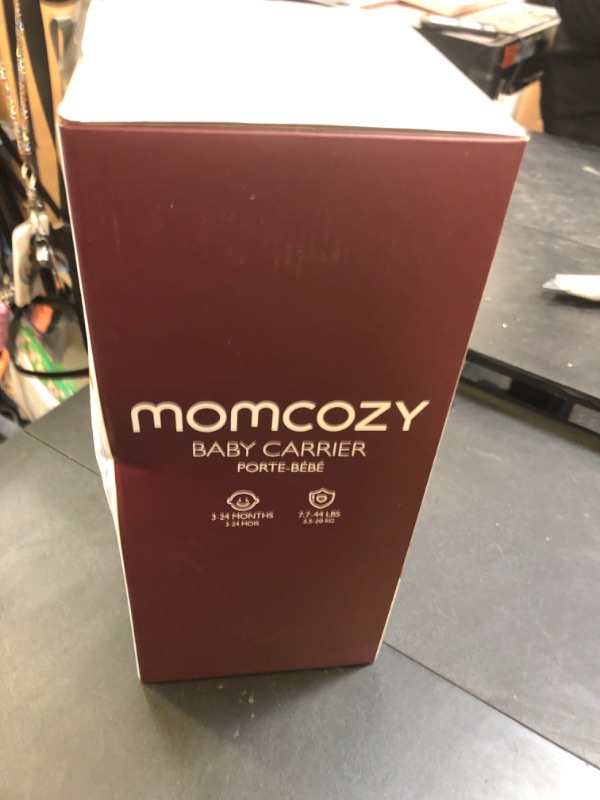 momcozy
BABY CARRIER
PORTE-BÉBÉ
3-24 MONTHS
3-24 MOIS
7.7-44 LBS
3.5-20 KG